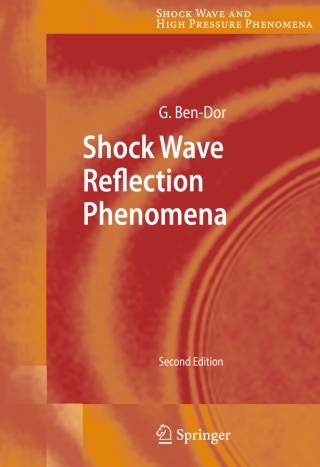 Shock Wave and
High Pressure Phenomena
G. Ben-Dor
Shock Wave
Reflection
Phenomena
Second Edition
Springer